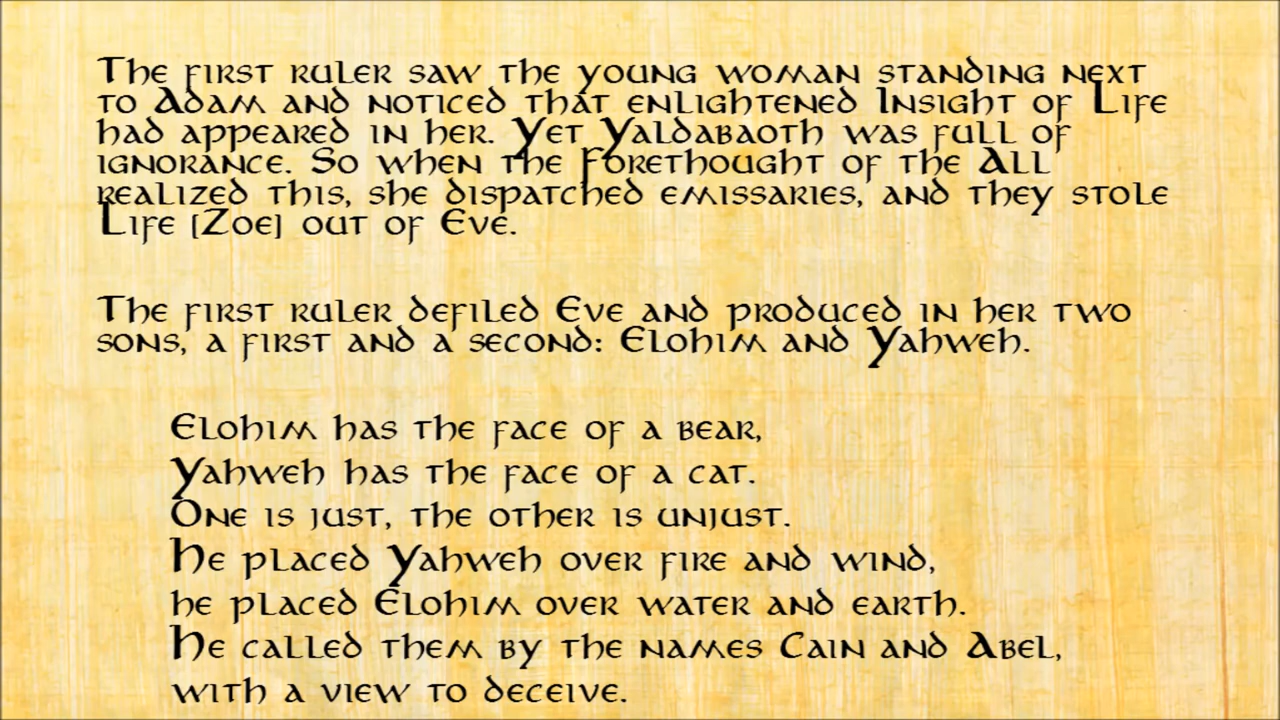 The first ruler saw the young woman standing next
to Adam and noticed that enlightened Insight of Life
had appeared in her. Yet Yaldabaoth was full of
ignorance. So when the Forethought of the All
realized this, she dispatched emissaries, and they stole
Life [Zoe] out of Eve.
The first ruler defiled Eve and produced in her two
sons, a first and a second: Elohim and Yahweh.
Elohim has the face of a bear,
Yahweh has the face of a cat.
One is just, the other is unjust.
He placed Yahweh over fire and wind,
he placed Elohim over water and earth.
He called them by the names Cain and Abel,
with a view to deceive.